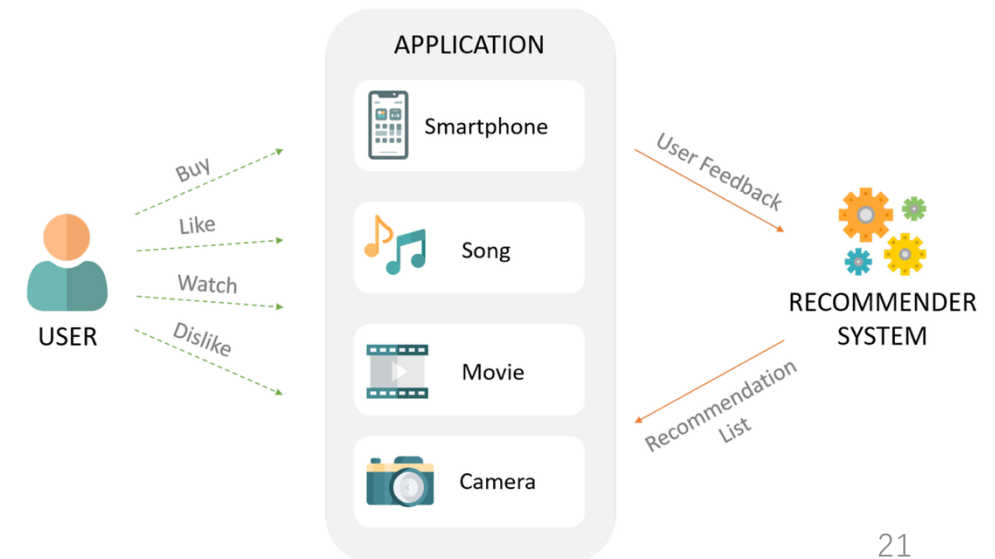 APPLICATION
Smartphone
Buy
Like
Watch
Dislike
USER
Song
Movie
Camera
User Feedback
RECOMMENDER
SYSTEM
Recommendation
List
21